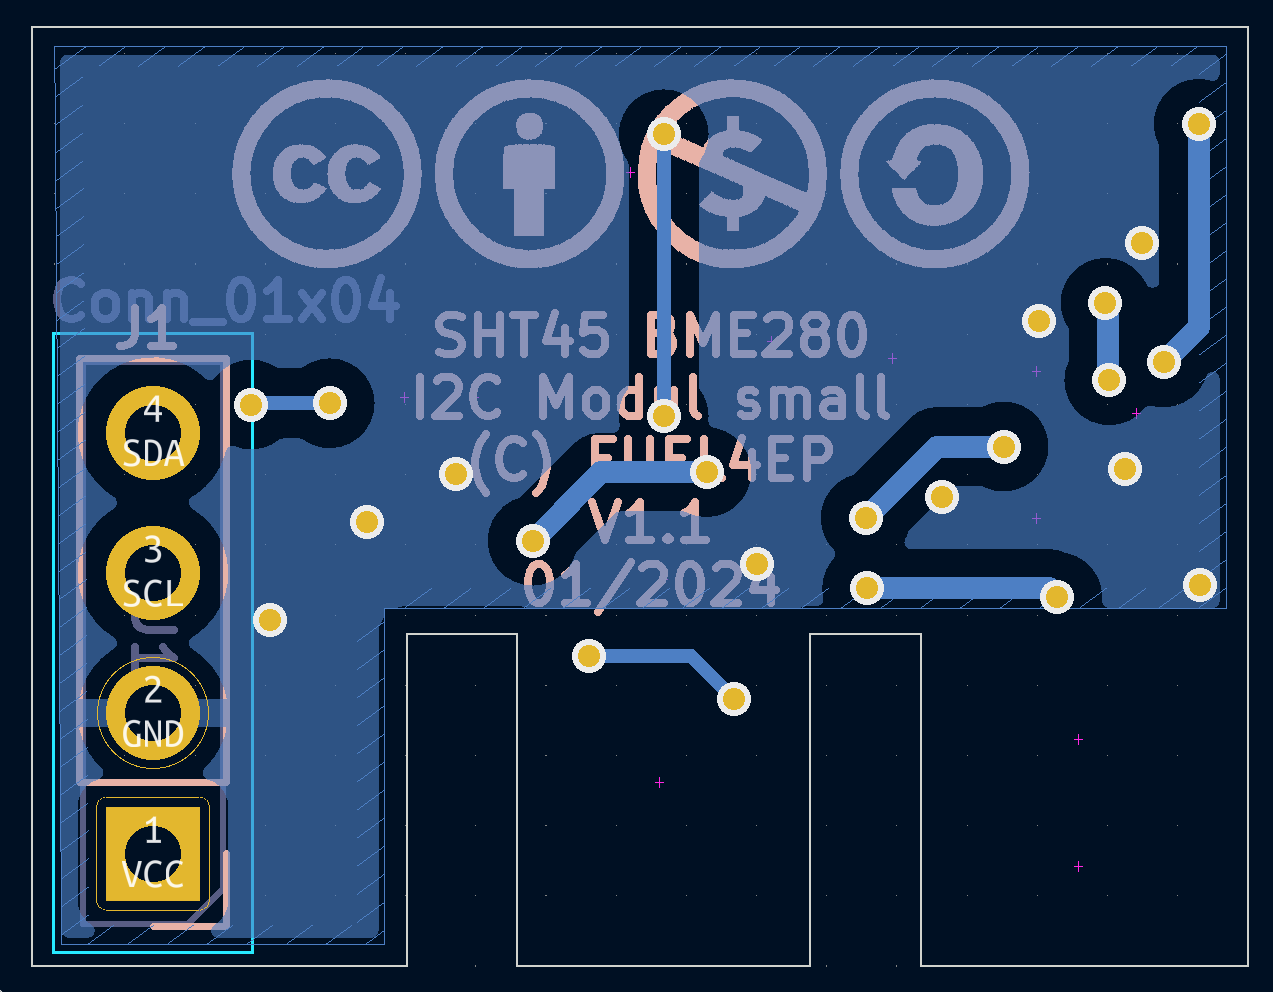 cc
$
Conn_01x04
J1
SHT45 BME280
I2C Modul small
(C)
V1.1
01/2024
4
SDA
3
SCL
J1
2
GND
1
VCC